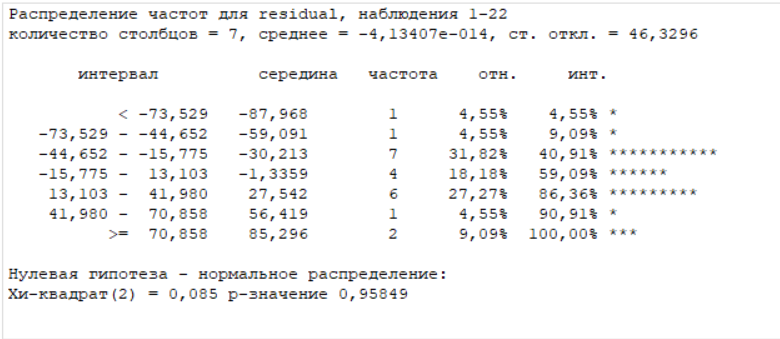 Распределение частот для residual, наблюдения 1-22
количество столбцов = 7, среднее = -4,13407e-014, ст. откл. = 46,3296
интервал середина частота отн. инт.
< -73,529 -87,968 1 4,55% 4,55% *
-73,529 - -44,652 -59,091 1 4,55% 9,09% *
-44,652 - -15,775 -30,213 7 31,82% 40,91% ***********
-15,775 - 13,103 -1,3359 4 18,18% 59,09% ******
13,103 - 41,980 27,542 6 27,27% 86,36% *********
41,980 - 70,858 56,419 1 4,55% 90,91% *
>= 70,858 85,296 2 9,09% 100,00% ***
Нулевая гипотеза - нормальное распределение:
Хи-квадрат(2) = 0,085 р-значение 0,95849